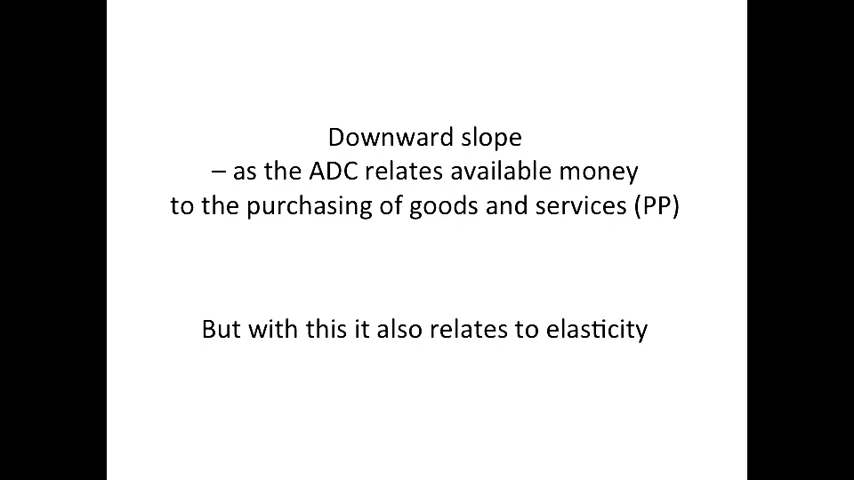 Downward slope
– as the ADC relates available money
to the purchasing of goods and services (PP)
But with this it also relates to elasticity